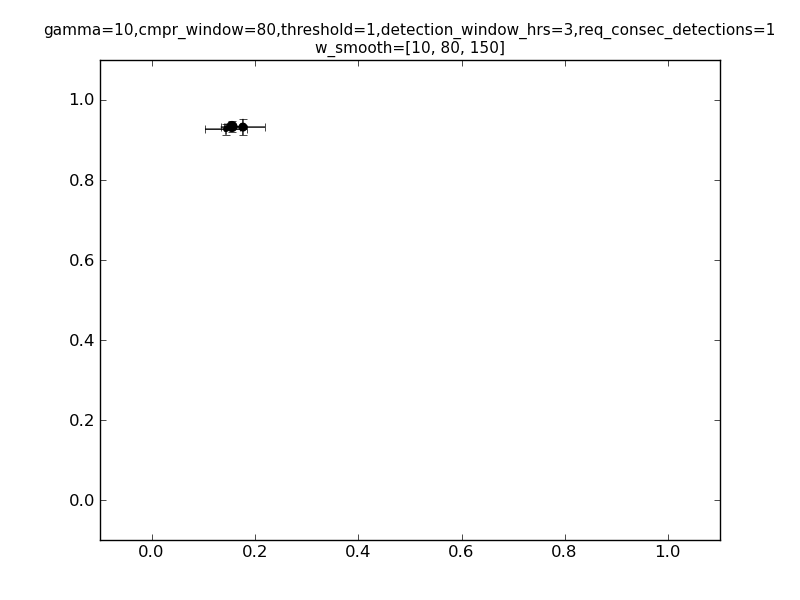 gamma=10,cmpr_window=80,threshold=1,detection_window_hrs=3,req_consec_detections=1
w_smooth=[10, 80, 150]
1.0
0.8
0.6
0.4
0.2
0.0
0.0 0.2 0.4 0.6 0.8 1.0